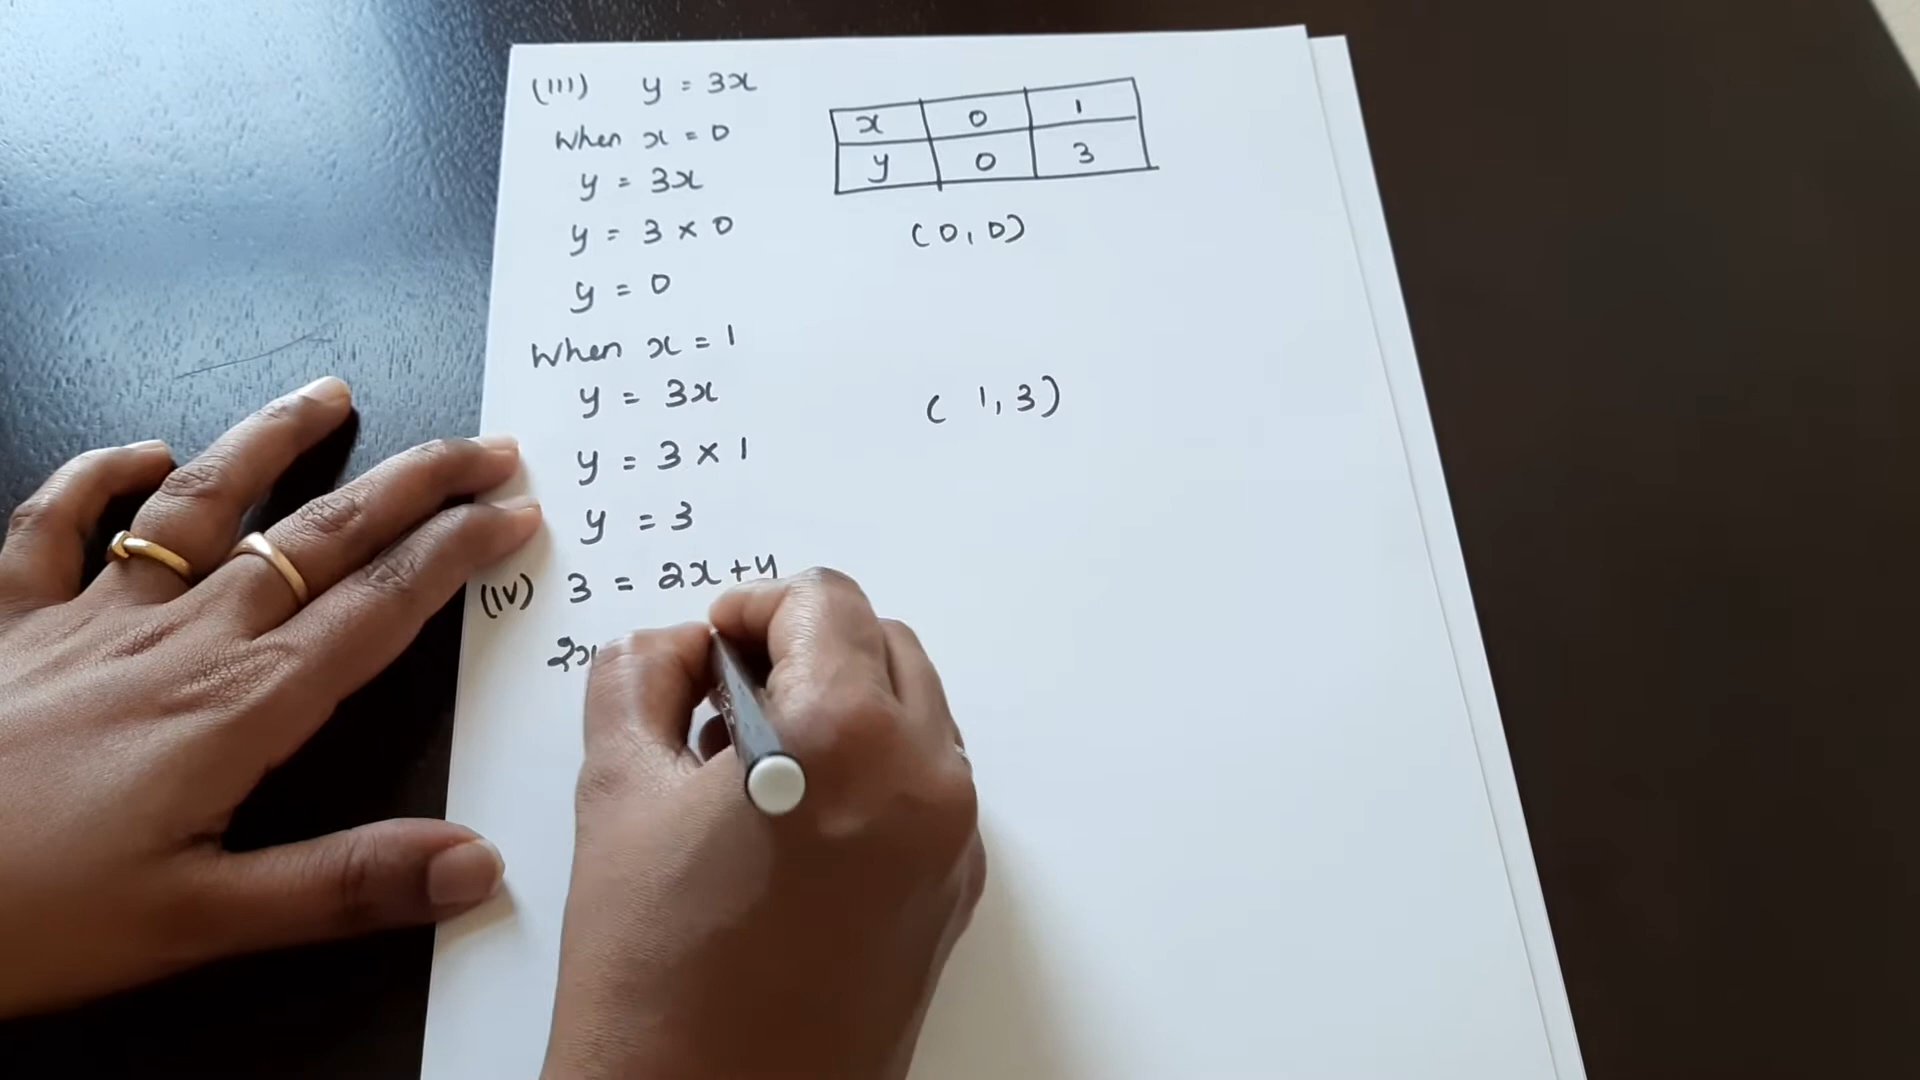 (III) y = 3x
When x = 0
y = 3x
y = 3 × 0
y = 0
When x = 1
y = 3x
y = 3 × 1
y = 3
(IV) 3 = 2x + y
2x
x 0 1
y 0 3
(0, 0)
(1, 3)